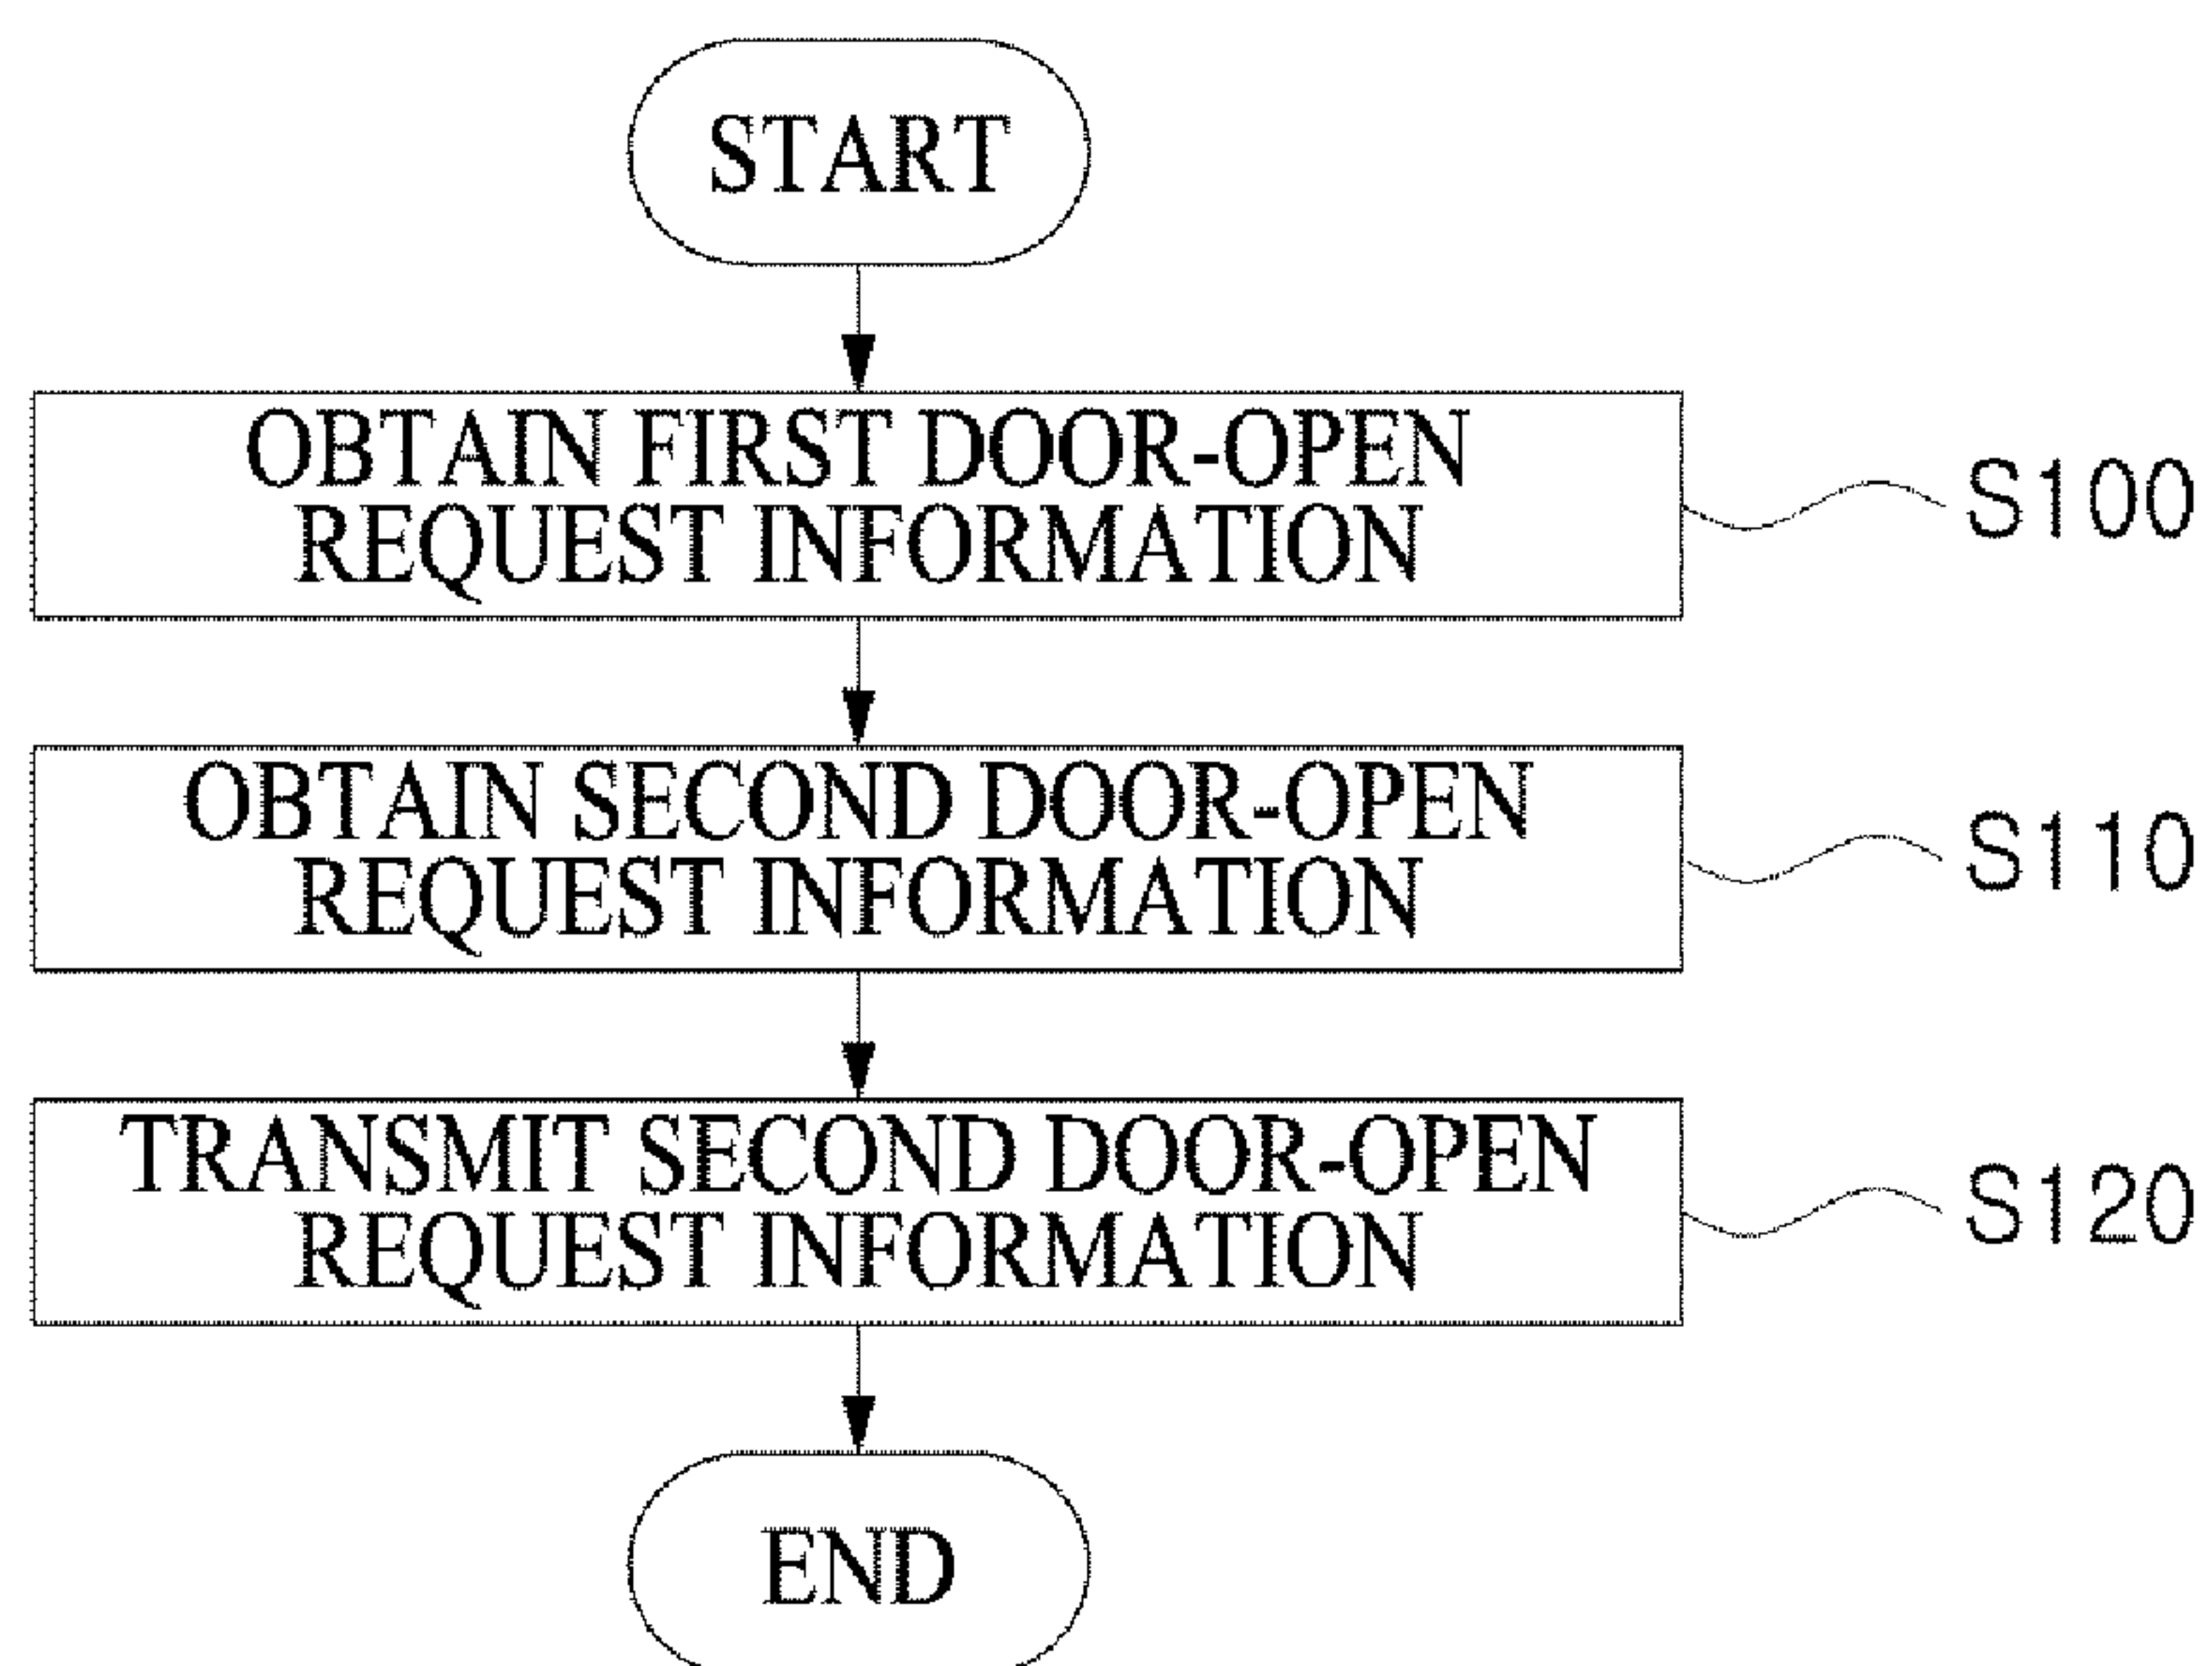 START
OBTAIN FIRST DOOR-OPEN
REQUEST INFORMATION
S100
OBTAIN SECOND DOOR-OPEN
REQUEST INFORMATION
S110
TRANSMIT SECOND DOOR-OPEN
REQUEST INFORMATION
S120
END